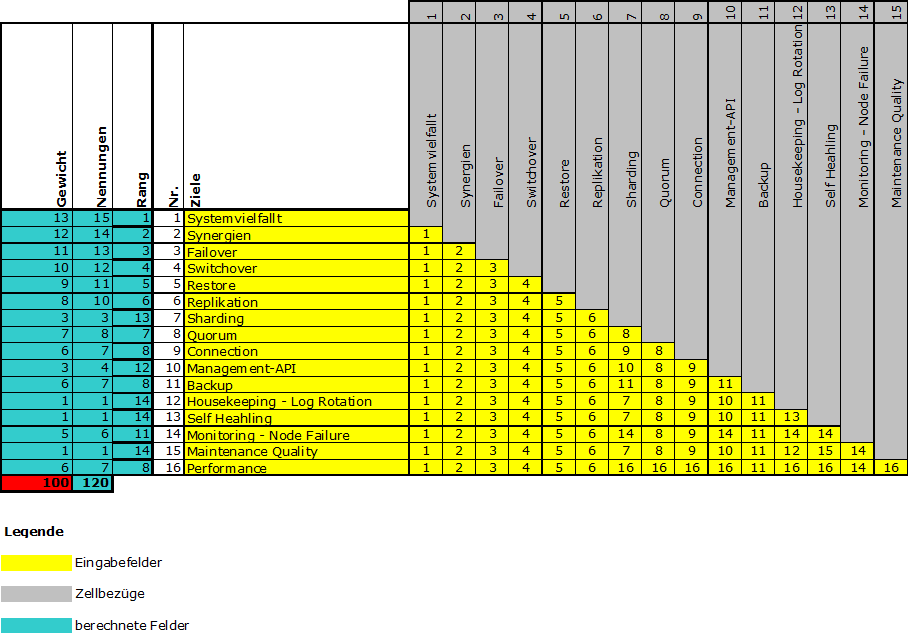 1 2 3 4 5 6 7 8 9 10 11 12 13 14 15
Gewicht Nennungen Rang Nr. Ziele Systemvielfallt Synergien Failover Switchover Restore Replikation Sharding Quorum Connection Management-API Backup Housekeeping - Log Rotation Self Heahling Monitoring - Node Failure Maintenance Quality
13 15 1 1 Systemvielfallt
12 14 2 2 Synergien 1
11 13 3 3 Failover 1 2
10 12 4 4 Switchover 1 2 3
9 11 5 5 Restore 1 2 3 4
8 10 6 6 Replikation 1 2 3 4 5
3 3 13 7 Sharding 1 2 3 4 5 6
7 8 7 8 Quorum 1 2 3 4 5 6 8
6 7 8 9 Connection 1 2 3 4 5 6 9 8
3 4 12 10 Management-API 1 2 3 4 5 6 10 8 9
6 7 8 11 Backup 1 2 3 4 5 6 11 8 9 11
1 1 14 12 Housekeeping - Log Rotation 1 2 3 4 5 6 7 8 9 10 11
1 1 14 13 Self Heahling 1 2 3 4 5 6 7 8 9 10 11 13
5 6 11 14 Monitoring - Node Failure 1 2 3 4 5 6 14 8 9 14 11 14 14
1 1 14 15 Maintenance Quality 1 2 3 4 5 6 7 8 9 10 11 12 15 14
6 7 8 16 Performance 1 2 3 4 5 6 16 16 16 16 11 16 16 14 16
100 120
Legende
Eingabefelder
Zellbezüge
berechnete Felder